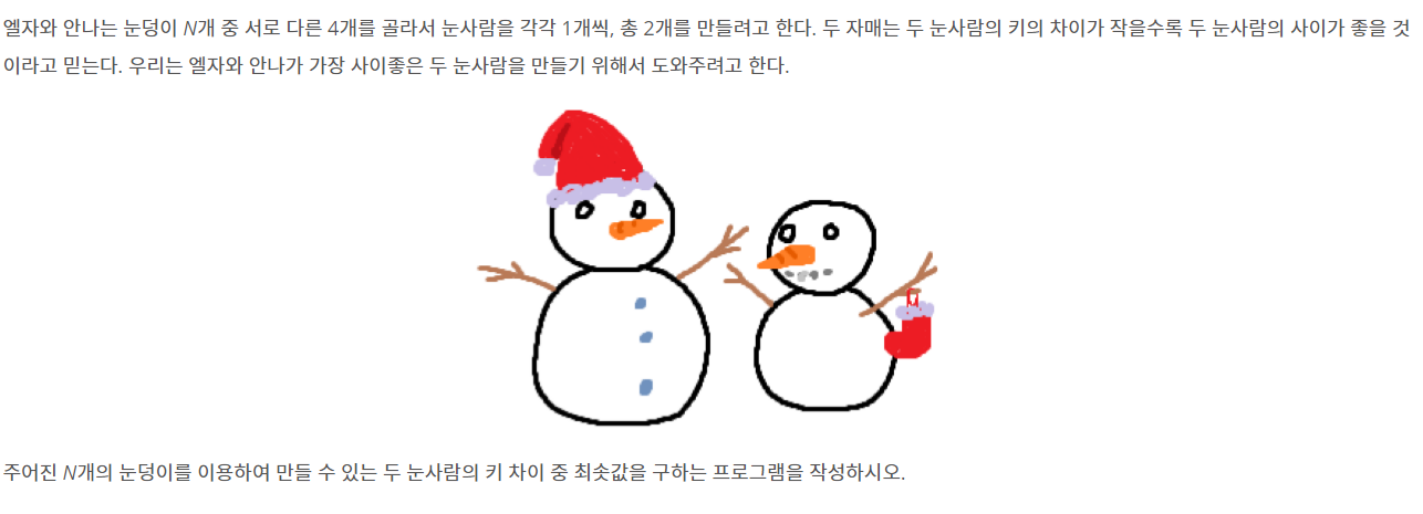 엘자와 안나는 눈덩이 N개 중 서로 다른 4개를 골라서 눈사람을 각각 1개씩, 총 2개를 만들려고 한다. 두 자매는 두 눈사람의 키의 차이가 작을수록 두 눈사람의 사이가 좋을 것
이라고 믿는다. 우리는 엘자와 안나가 가장 사이좋은 두 눈사람을 만들기 위해서 도와주려고 한다.
주어진 N개의 눈덩이를 이용하여 만들 수 있는 두 눈사람의 키 차이 중 최솟값을 구하는 프로그램을 작성하시오.